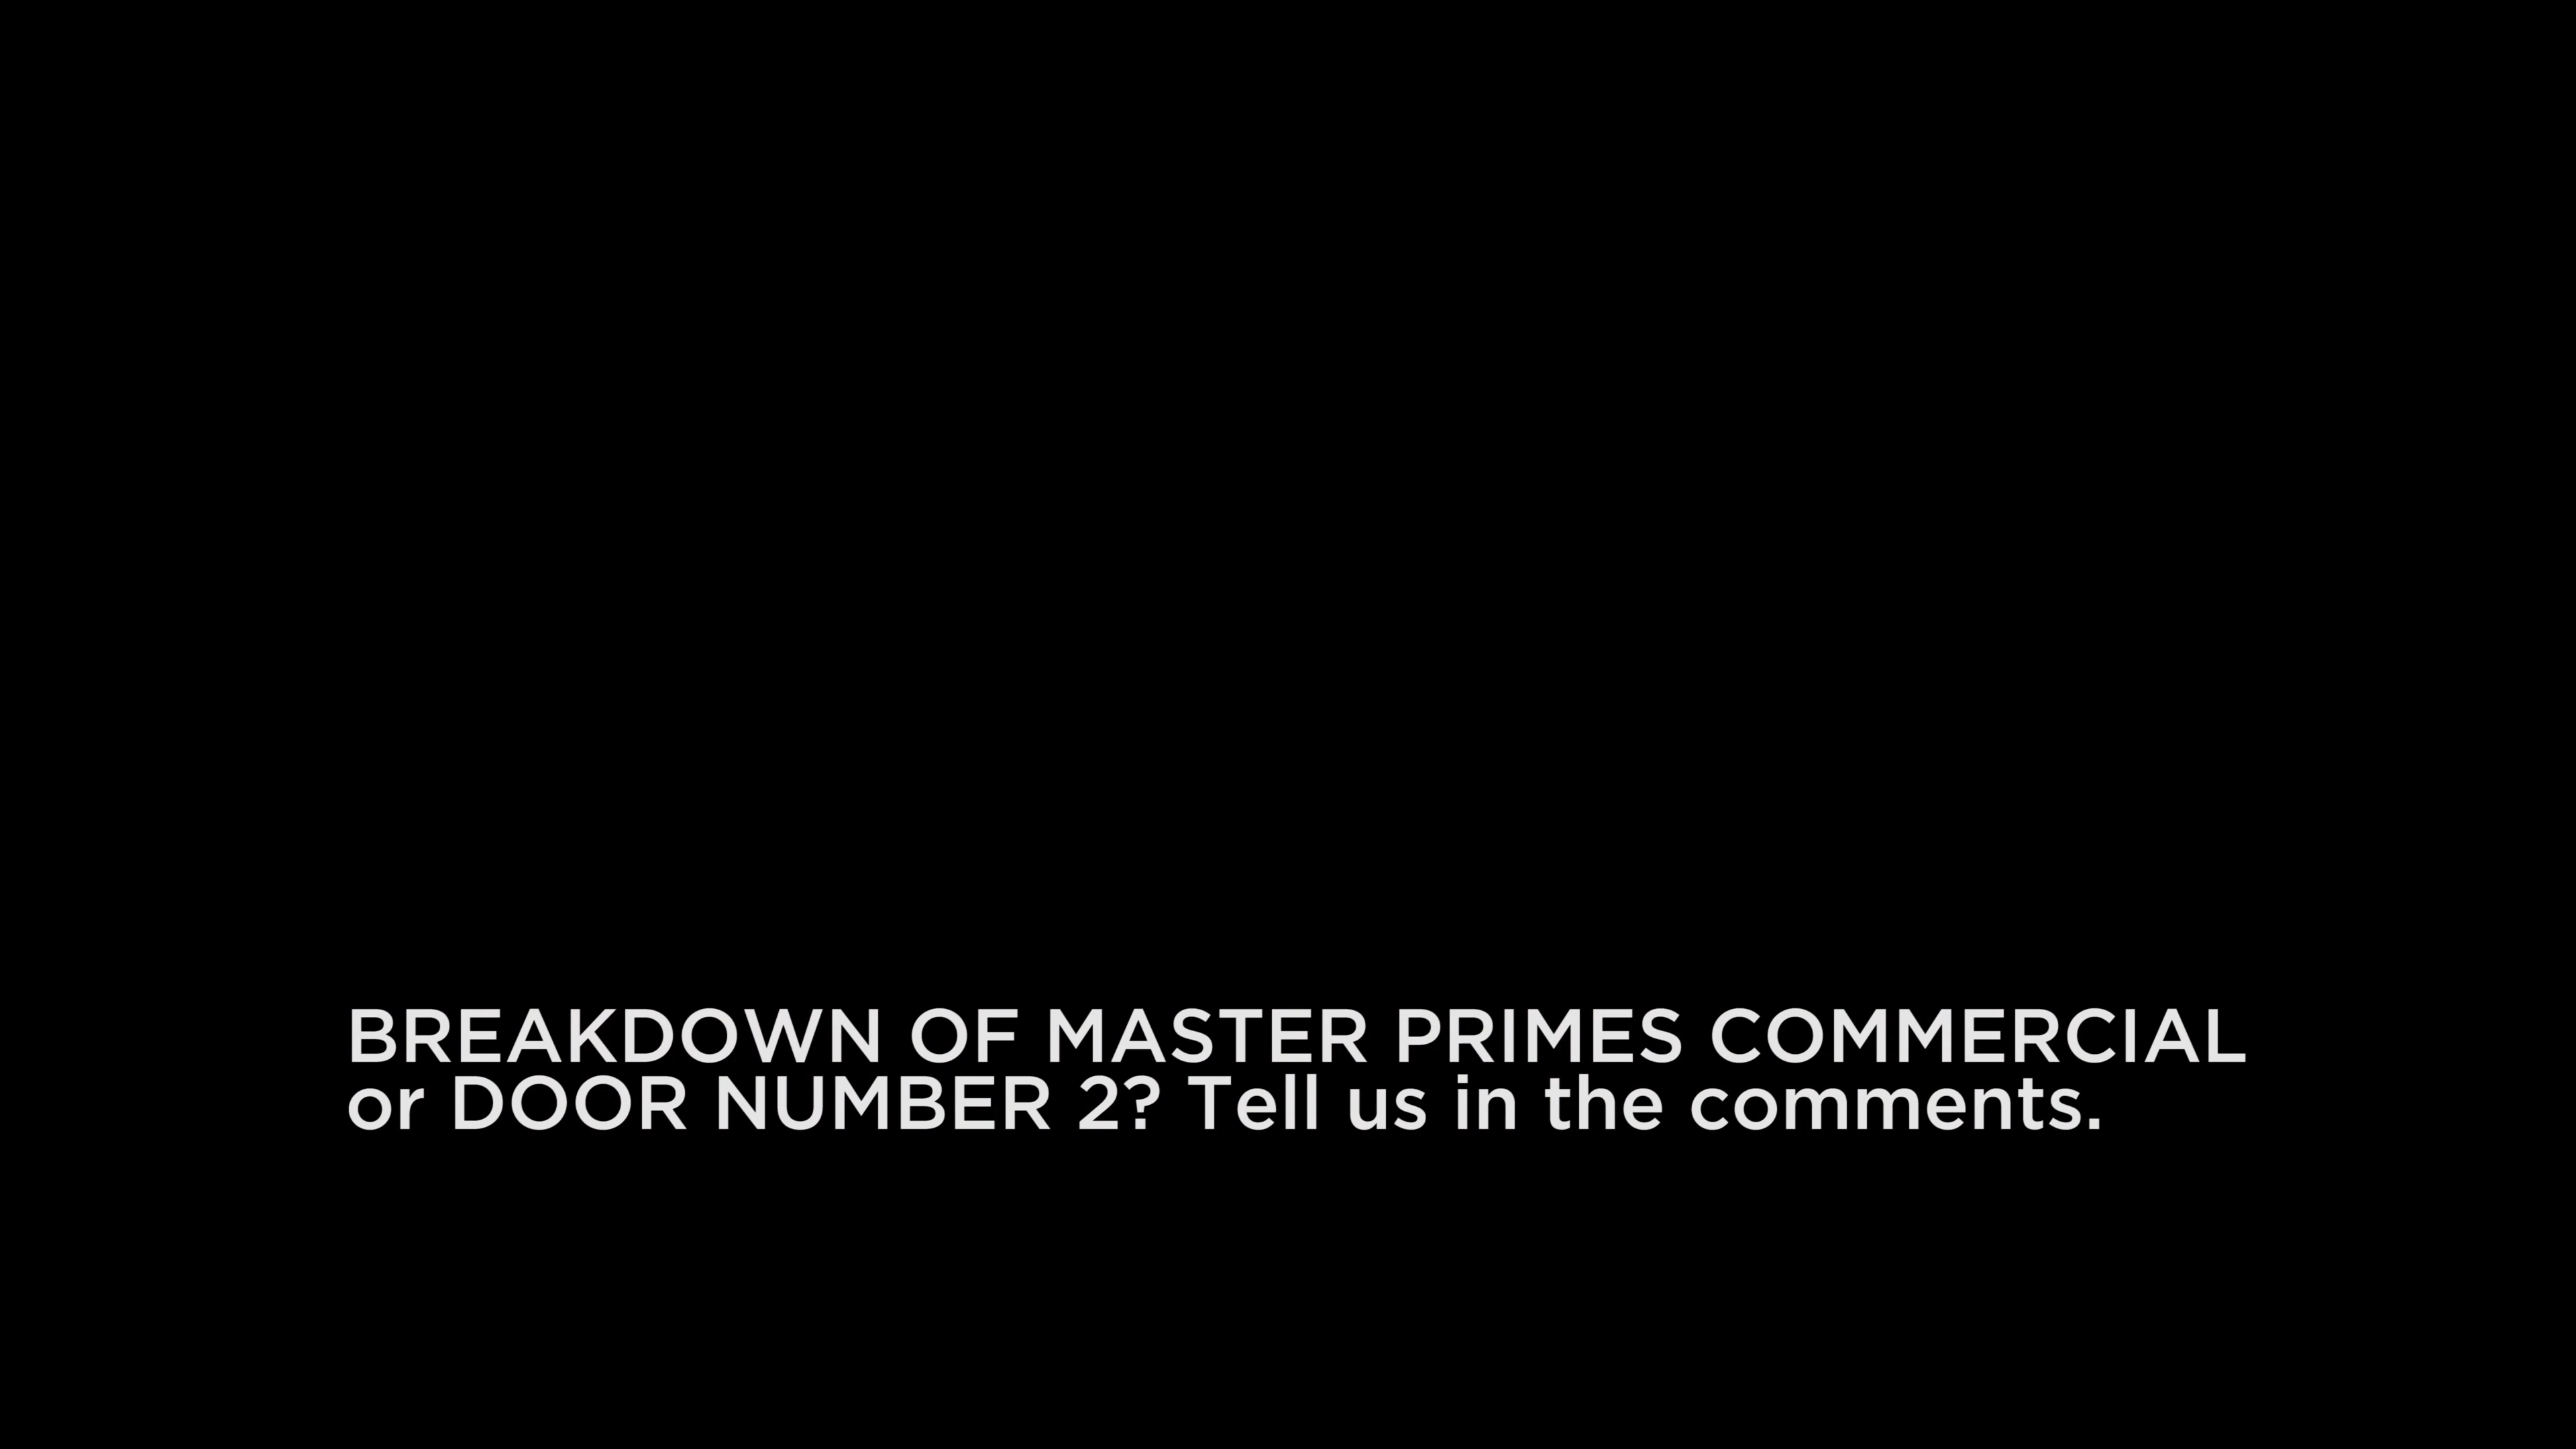 BREAKDOWN OF MASTER PRIMES COMMERCIAL
or DOOR NUMBER 2? Tell us in the comments.